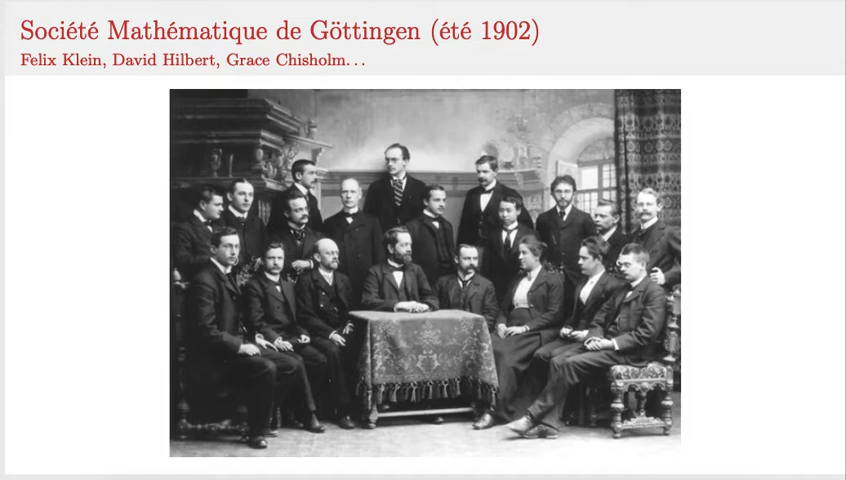 Société Mathématique de Göttingen (été 1902)
Felix Klein, David Hilbert, Grace Chisholm...